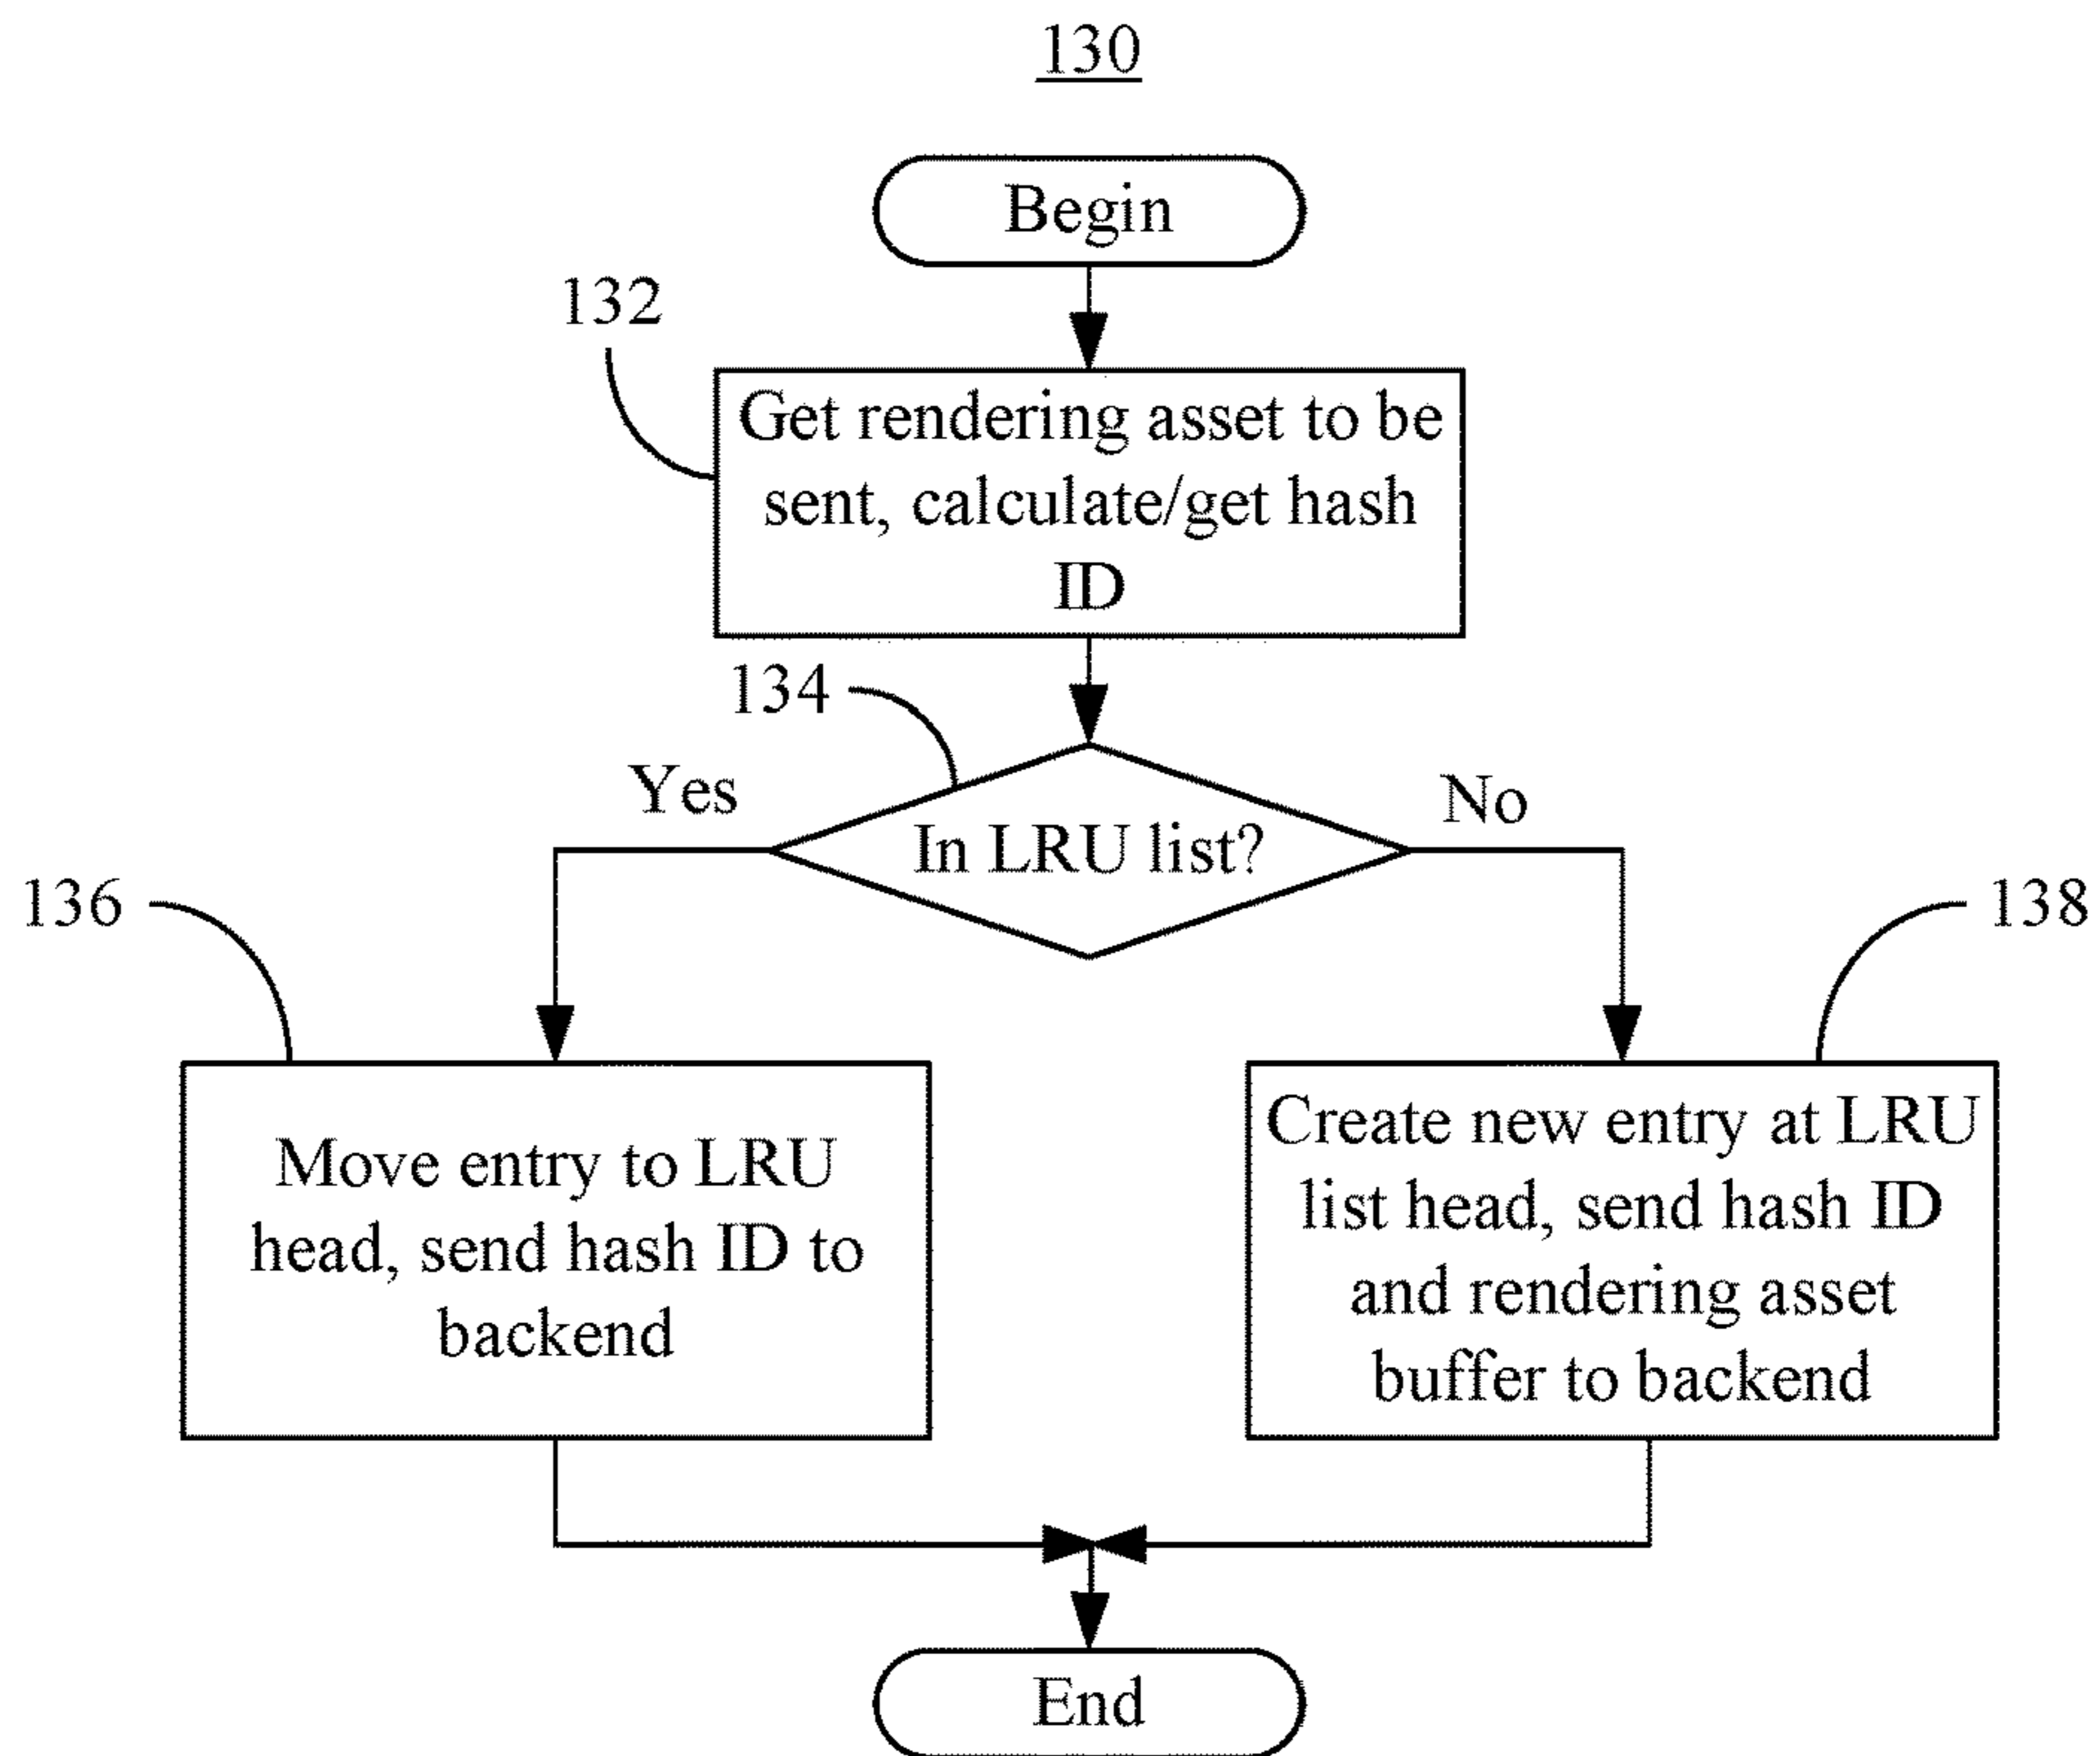 130
Begin
132
Get rendering asset to be
sent, calculate/get hash
ID
134
Yes
No
In LRU list?
136
138
Move entry to LRU
head, send hash ID to
backend
Create new entry at LRU
list head, send hash ID
and rendering asset
buffer to backend
End